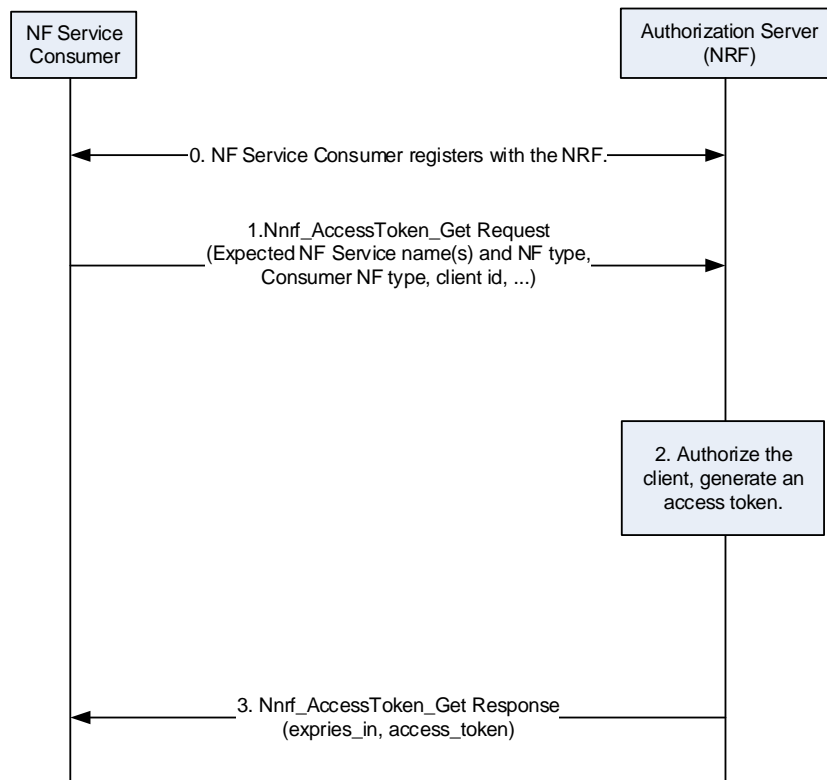 NF Service
Consumer
Authorization Server
(NRF)
0. NF Service Consumer registers with the NRF.
1.Nnrf_AccessToken_Get Request
(Expected NF Service name(s) and NF type,
Consumer NF type, client id, ...)
2. Authorize the
client, generate an
access token.
3. Nnrf_AccessToken_Get Response
(expries_in, access_token)